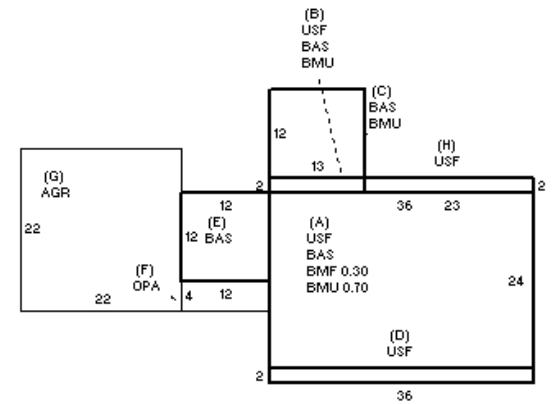 (B)
USF
BAS
BMU
(C)
BAS
BMU
12
13
(H)
USF
2
2
(G)
AGR
22
22
12
(E)
BAS
12
36 23
(A)
USF
BAS
BMF 0.30
BMU 0.70
24
(F)
OPA
4 12
(D)
USF
2
36